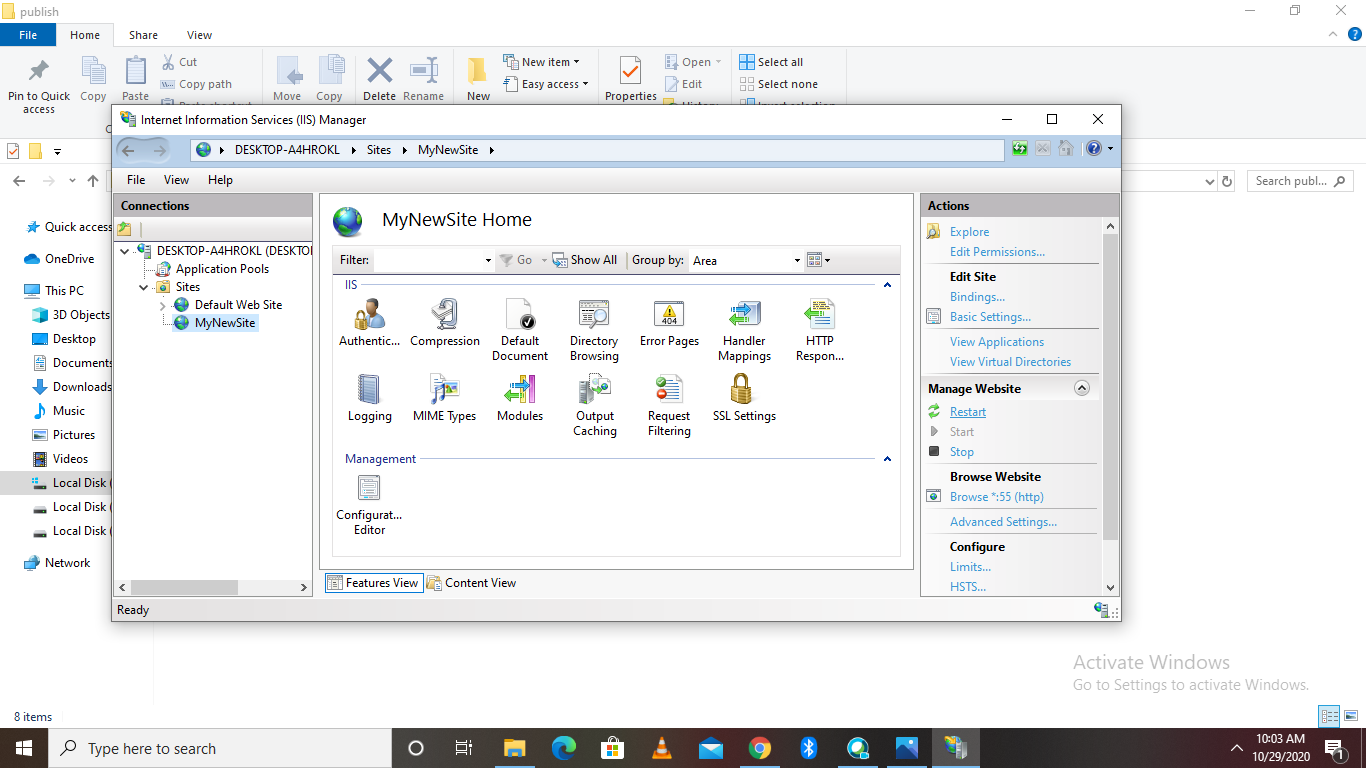 publish
File Home Share View
Pin to Quick access
Copy
Paste
Cut
Copy path
Move
Copy
Delete
Rename
New
New item
Easy access
Properties
Open
Edit
History
Select all
Select none
Invert selection
Internet Information Services (IIS) Manager
DESKTOP-A4HROKL Sites MyNewSite
File View Help
Search publ...
Quick access
OneDrive
This PC
3D Objects
Desktop
Documents
Downloads
Music
Pictures
Videos
Local Disk (
Local Disk (
Local Disk (
Network
Connections
DESKTOP-A4HROKL (DESKTO
Application Pools
Sites
Default Web Site
MyNewSite
MyNewSite Home
Filter: Go Show All Group by: Area
IIS
Authentic...
Compression
Default Document
Directory Browsing
Error Pages
404
Handler Mappings
HTTP Respon...
Logging
MIME Types
Modules
Output Caching
Request Filtering
SSL Settings
Management
Configurat... Editor
Features View Content View
Ready
Actions
Explore
Edit Permissions...
Edit Site
Bindings...
Basic Settings...
View Applications
View Virtual Directories
Manage Website
Restart
Start
Stop
Browse Website
Browse *:55 (http)
Advanced Settings...
Configure
Limits...
HSTS...
Activate Windows
Go to Settings to activate Windows.
8 items
Type here to search
10:03 AM
10/29/2020
1